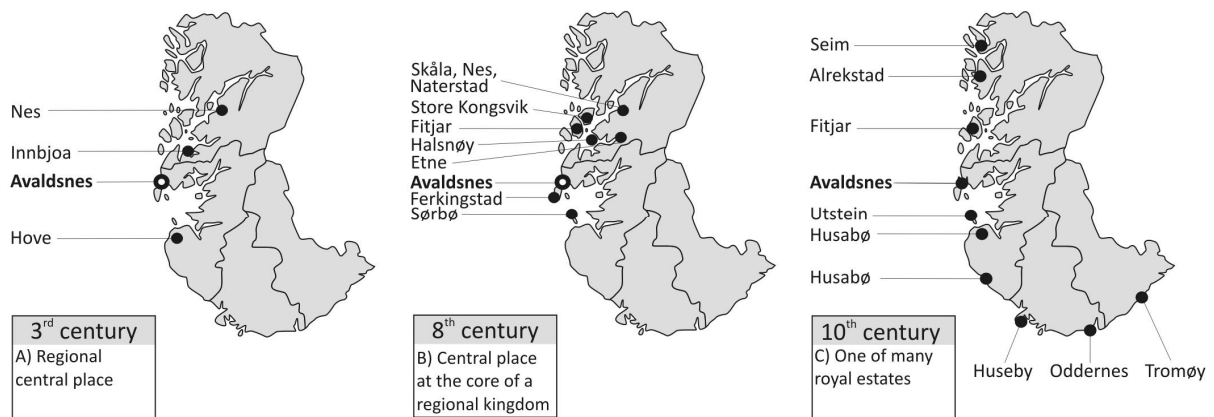 Nes
Innbjoa
Avaldsnes
Hove
3rd century
A) Regional
central place
Skåla, Nes,
Naterstad
Store Kongsvik
Fitjar
Halsnøy
Etne
Avaldsnes
Ferkingstad
Sørbø
8th century
B) Central place
at the core of a
regional kingdom
Seim
Alrekstad
Fitjar
Avaldsnes
Utstein
Husabø
Husabø
Huseby
Oddernes
Tromøy
10th century
C) One of many
royal estates